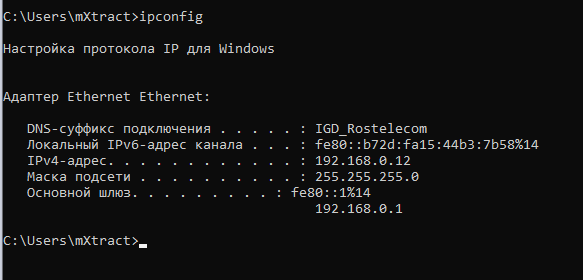 C:\Users\mXtract>ipconfig
Настройка протокола IP для Windows
Адаптер Ethernet Ethernet:
DNS-суффикс подключения . . . . . : IGD_Rostelecom
Локальный IPv6-адрес канала . . . : fe80::b72d:fa15:44b3:7b58%14
IPv4-адрес. . . . . . . . . . . . : 192.168.0.12
Маска подсети . . . . . . . . . . : 255.255.255.0
Основной шлюз. . . . . . . . . : fe80::1%14
192.168.0.1
C:\Users\mXtract>